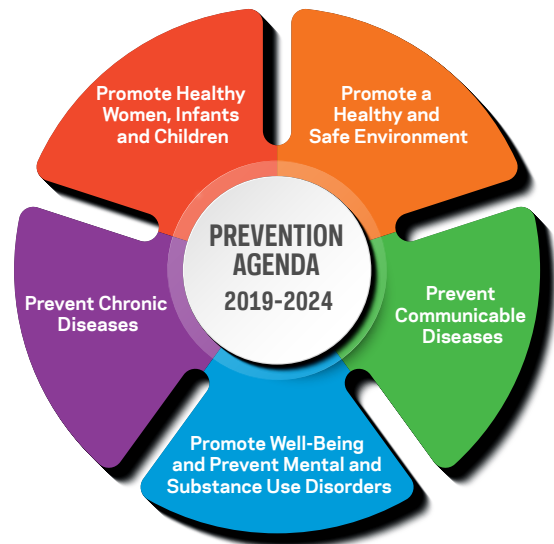 Promote Healthy
Women, Infants
and Children
Promote a
Healthy and
Safe Environment
PREVENTION
AGENDA
2019-2024
Prevent Chronic
Diseases
Prevent
Communicable
Diseases
Promote Well-Being
and Prevent Mental and
Substance Use Disorders